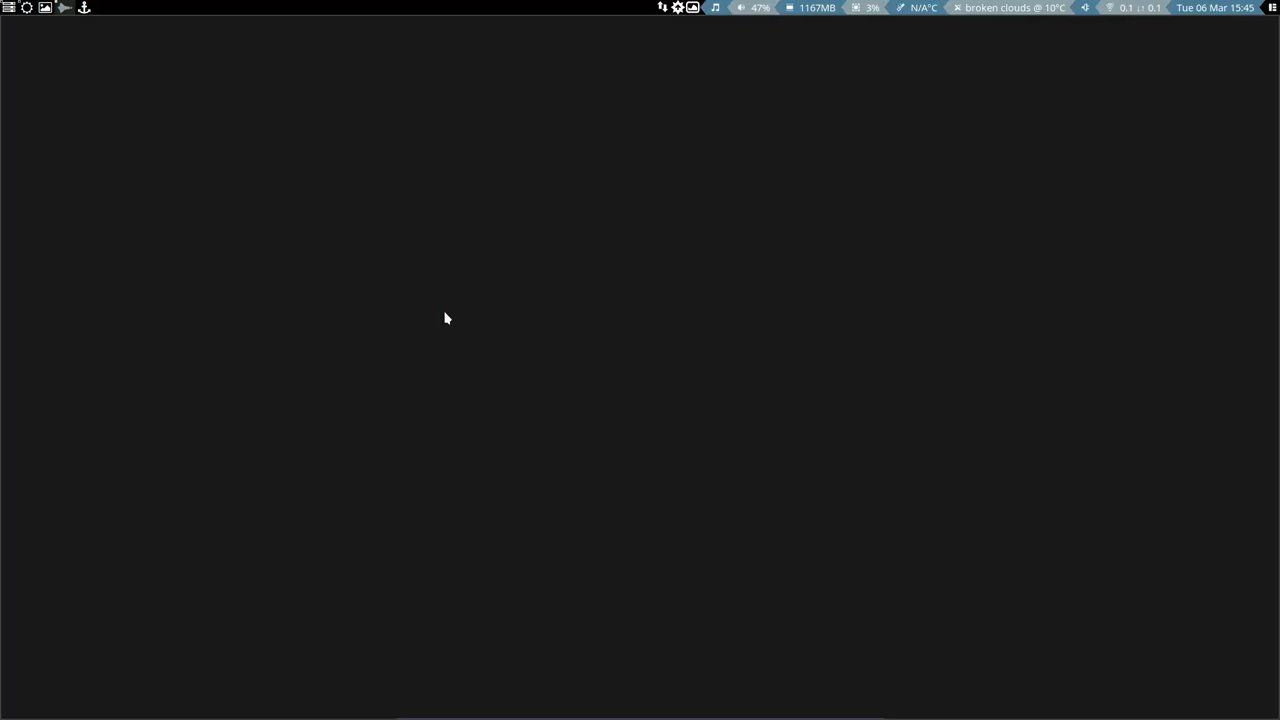 47% 1167MB 3% N/A°C broken clouds @ 10°C 0.1 ↓↑ 0.1 Tue 06 Mar 15:45